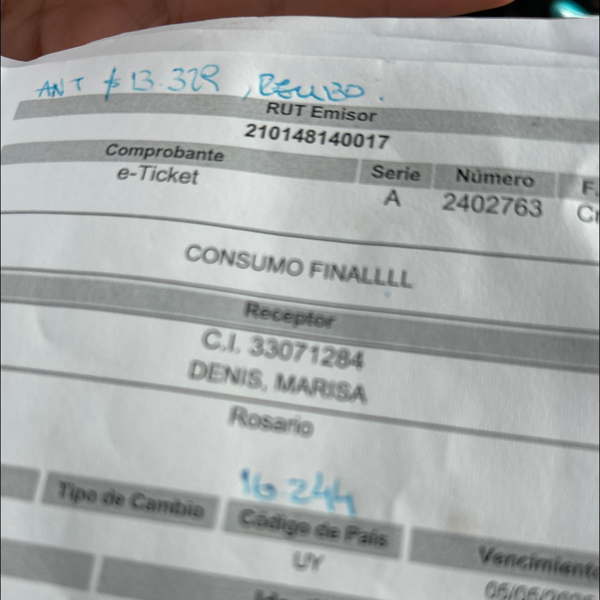 ANT $ 13.329, RECIBO.
RUT Emisor
210148140017
Comprobante Serie Número
e-Ticket A 2402763
CONSUMO FINALLLL
Receptor
C.I. 33071284
DENIS, MARISA
Rosario
16 244
Tipo de Cambio Código de País Vencimiento
UY